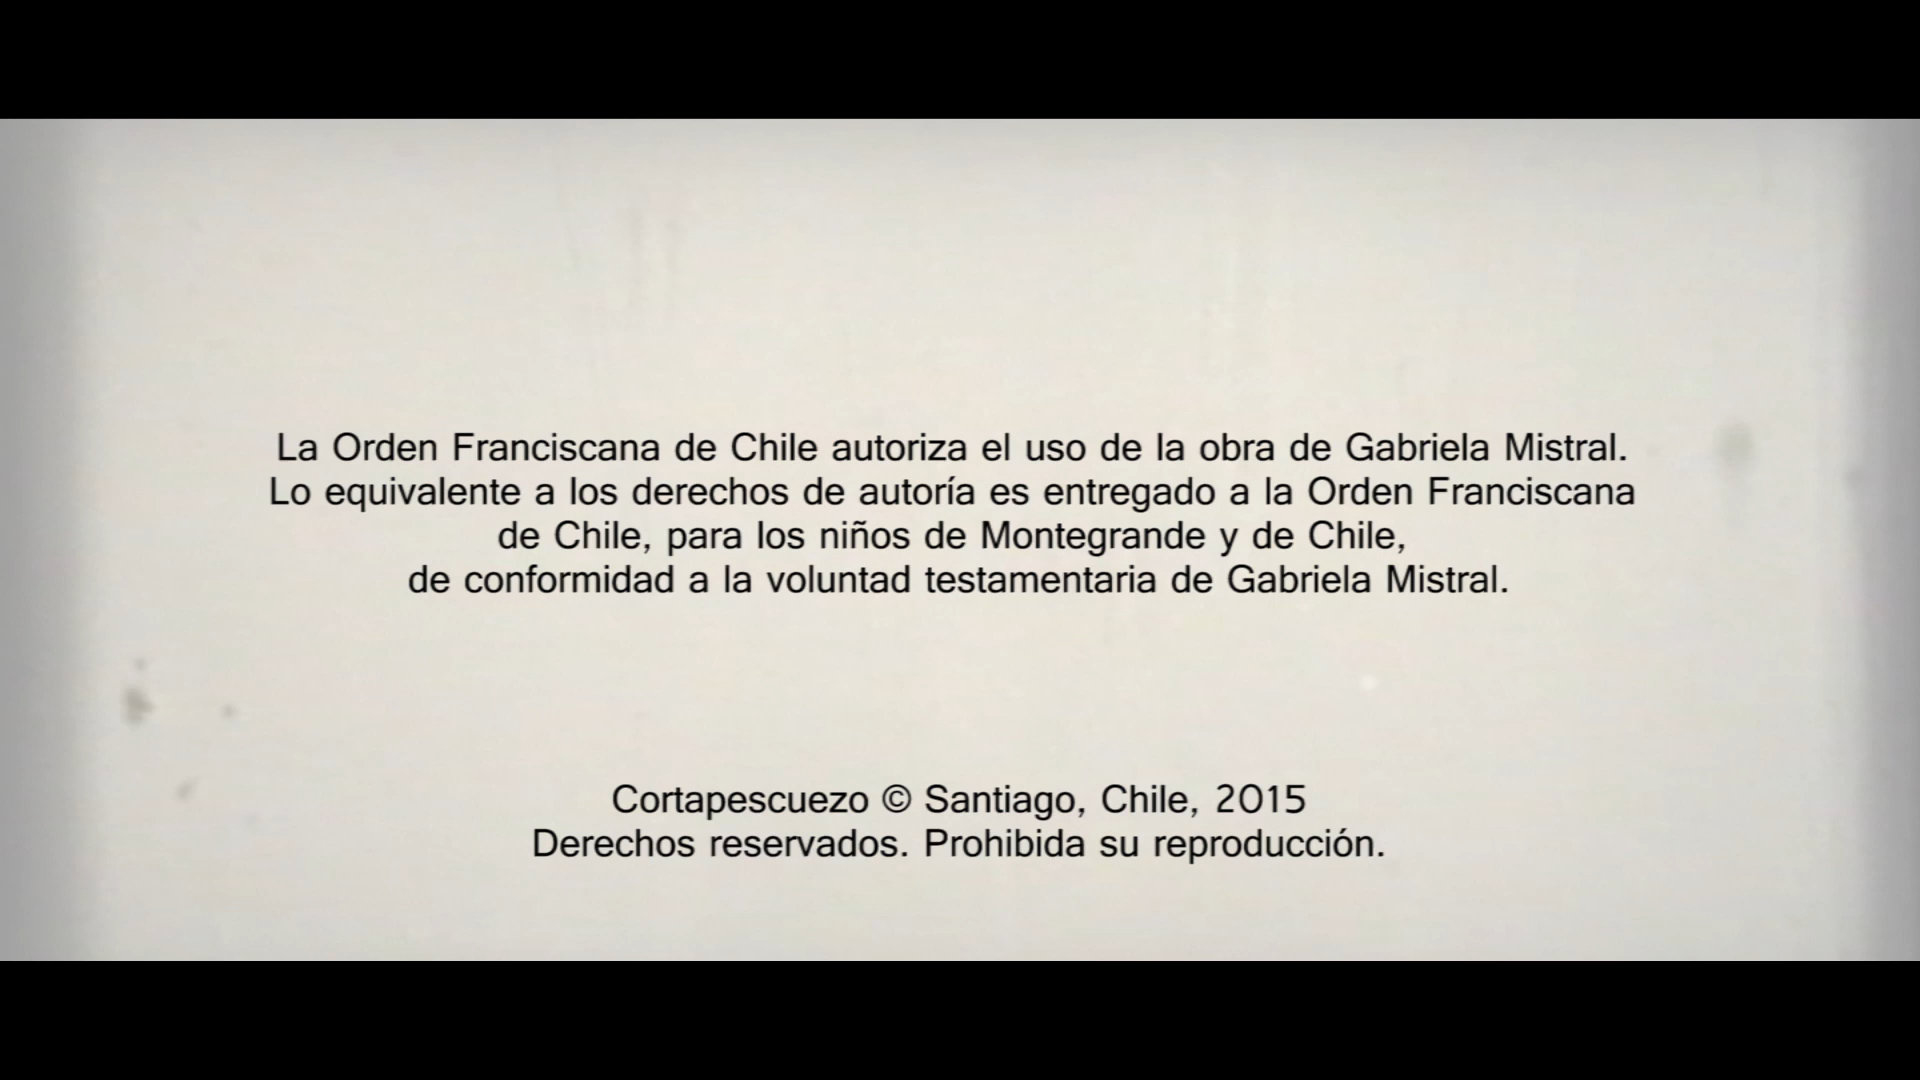 La Orden Franciscana de Chile autoriza el uso de la obra de Gabriela Mistral.
Lo equivalente a los derechos de autoría es entregado a la Orden Franciscana
de Chile, para los niños de Montegrande y de Chile,
de conformidad a la voluntad testamentaria de Gabriela Mistral.
Cortapescuezo © Santiago, Chile, 2015
Derechos reservados. Prohibida su reproducción.